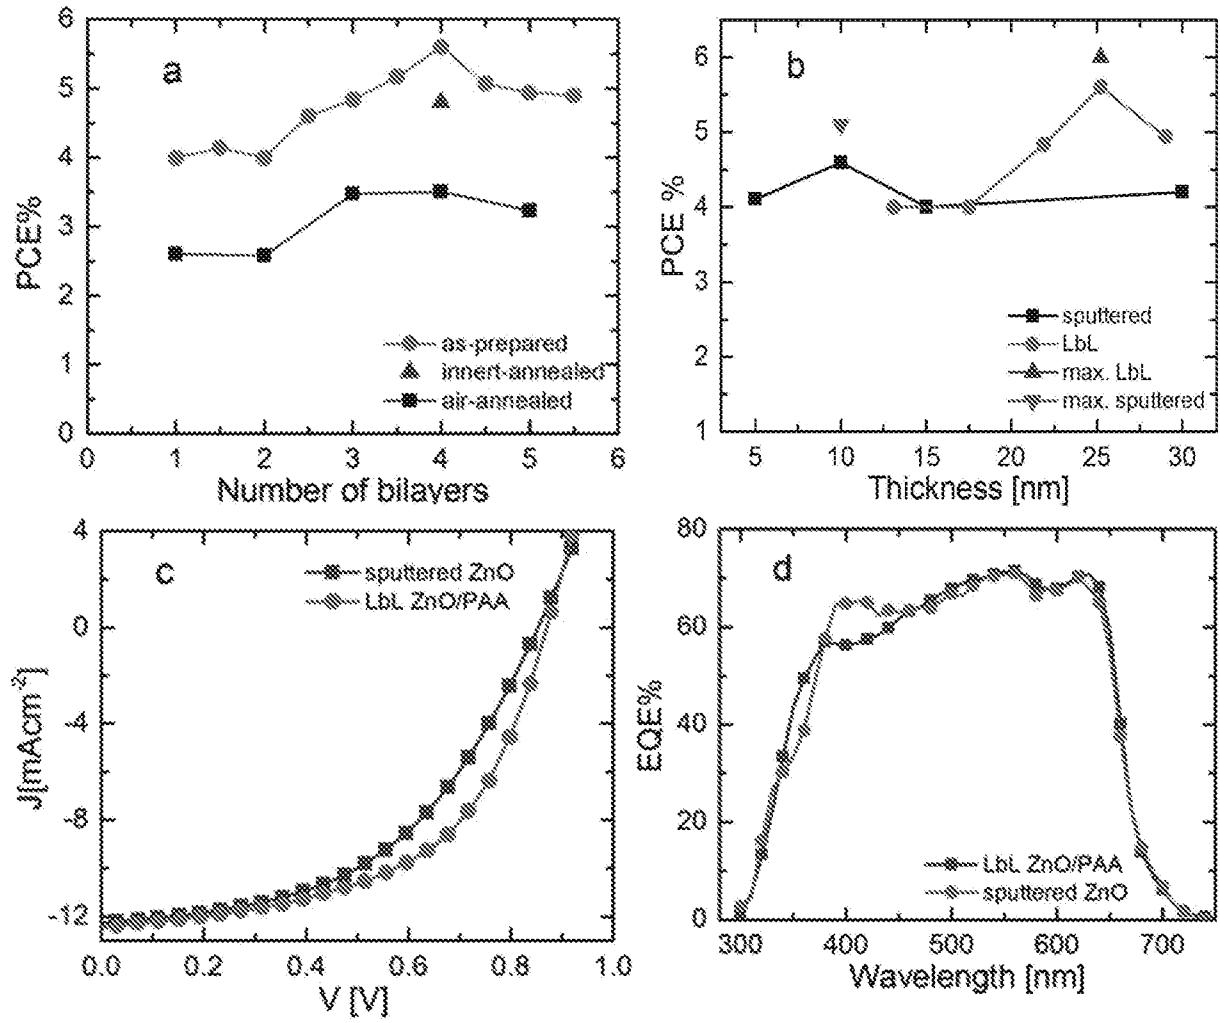 6
5
4
3
2
1
0
PCE%
a
as-prepared
innert-annealed
air-annealed
0 1 2 3 4 5 6
Number of bilayers
6
5
4
3
2
1
PCE %
b
sputtered
LbL
max. LbL
max. sputtered
5 10 15 20 25 30
Thickness [nm]
4
0
-4
-8
-12
J[mAcm-2]
c
sputtered ZnO
LbL ZnO/PAA
0.0 0.2 0.4 0.6 0.8 1.0
V [V]
80
60
40
20
0
EQE%
d
LbL ZnO/PAA
sputtered ZnO
300 400 500 600 700
Wavelength [nm]